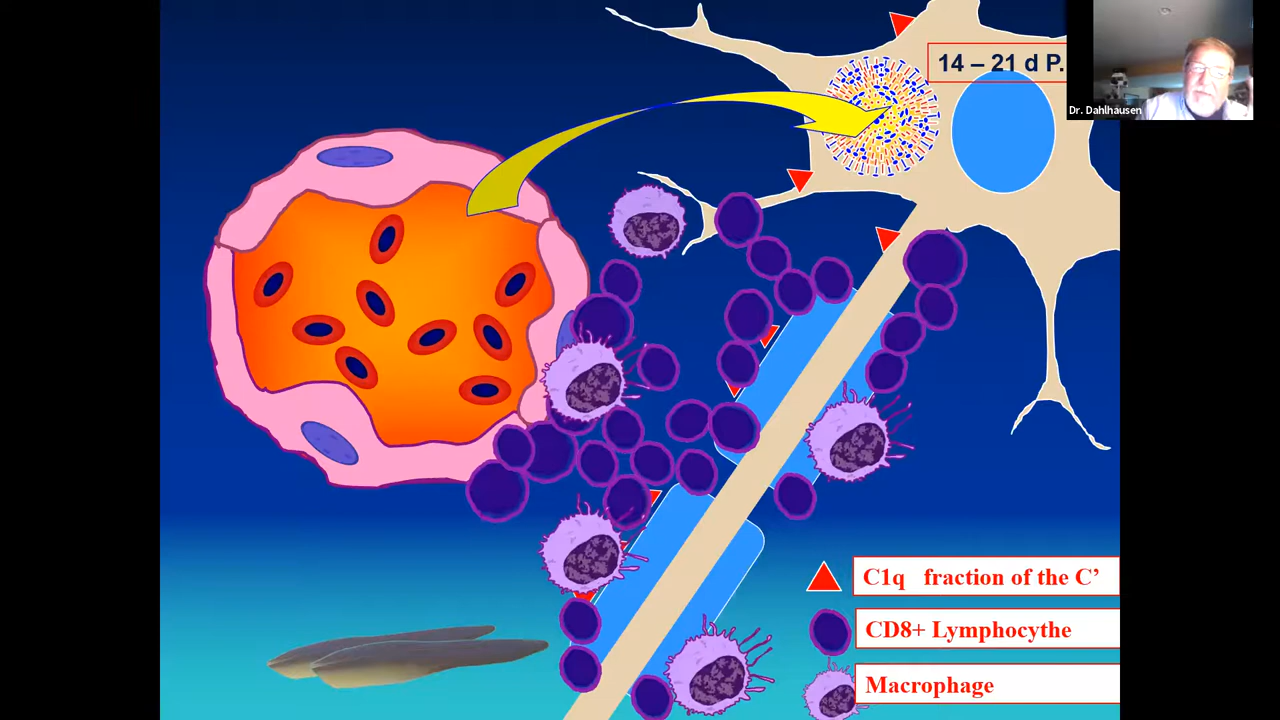 14 – 21 d P.
Dr. Dahlhausen
C1q fraction of the C’
CD8+ Lymphocythe
Macrophage